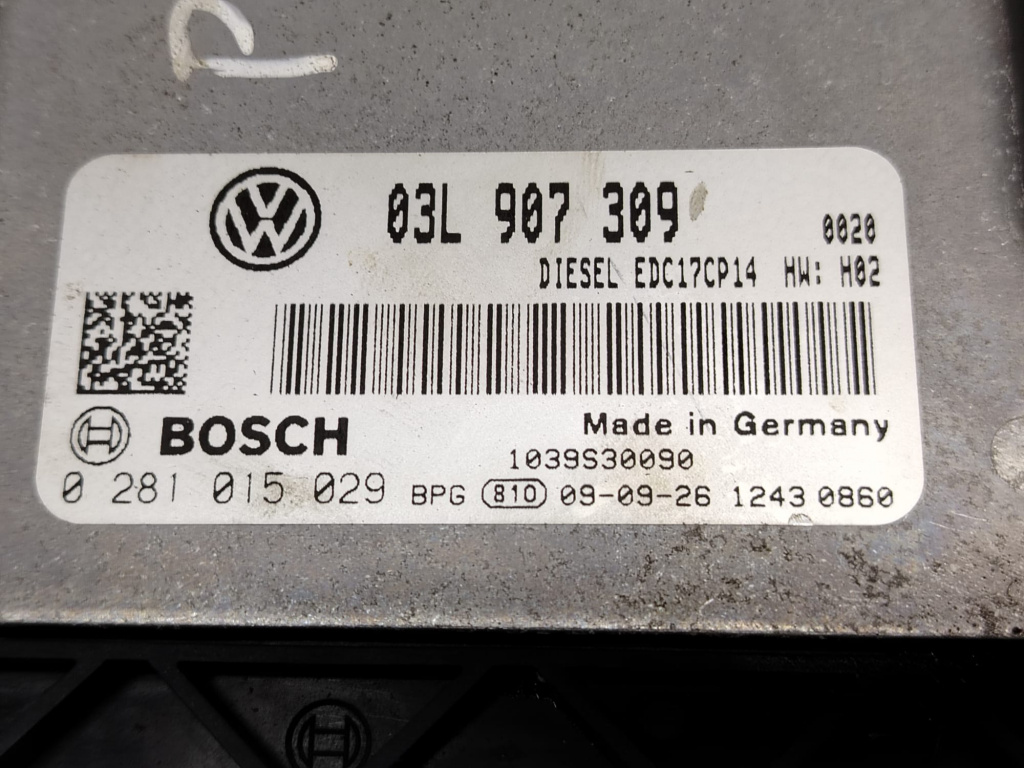 03L 907 309
0020
DIESEL EDC17CP14 HW: H02
Made in Germany
BOSCH
1039S30090
0 281 015 029 BPG 810 09-09-26 1243 0860